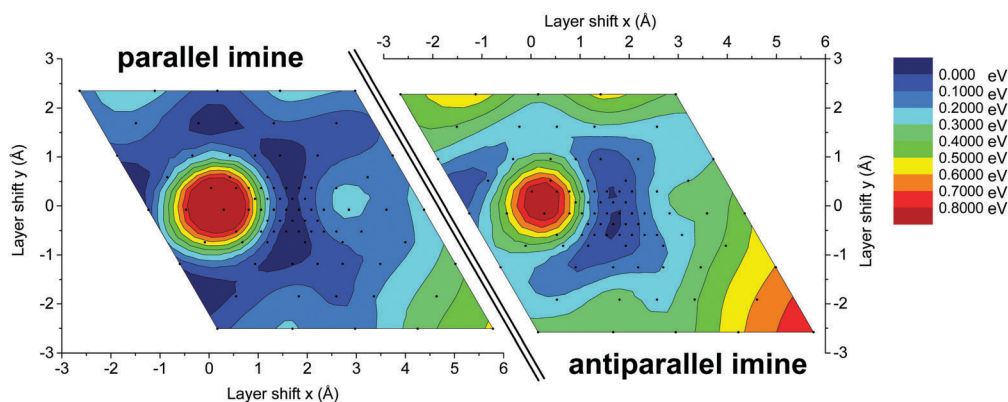 Layer shift x (Å)
-3 -2 -1 0 1 2 3 4 5 6
parallel imine
3
2
1
0
-1
-2
-3
Layer shift y (Å)
-3 -2 -1 0 1 2 3 4 5 6
Layer shift x (Å)
3
2
1
0
-1
-2
-3
Layer shift y (Å)
antiparallel imine
0.000 eV
0.1000 eV
0.2000 eV
0.3000 eV
0.4000 eV
0.5000 eV
0.6000 eV
0.7000 eV
0.8000 eV